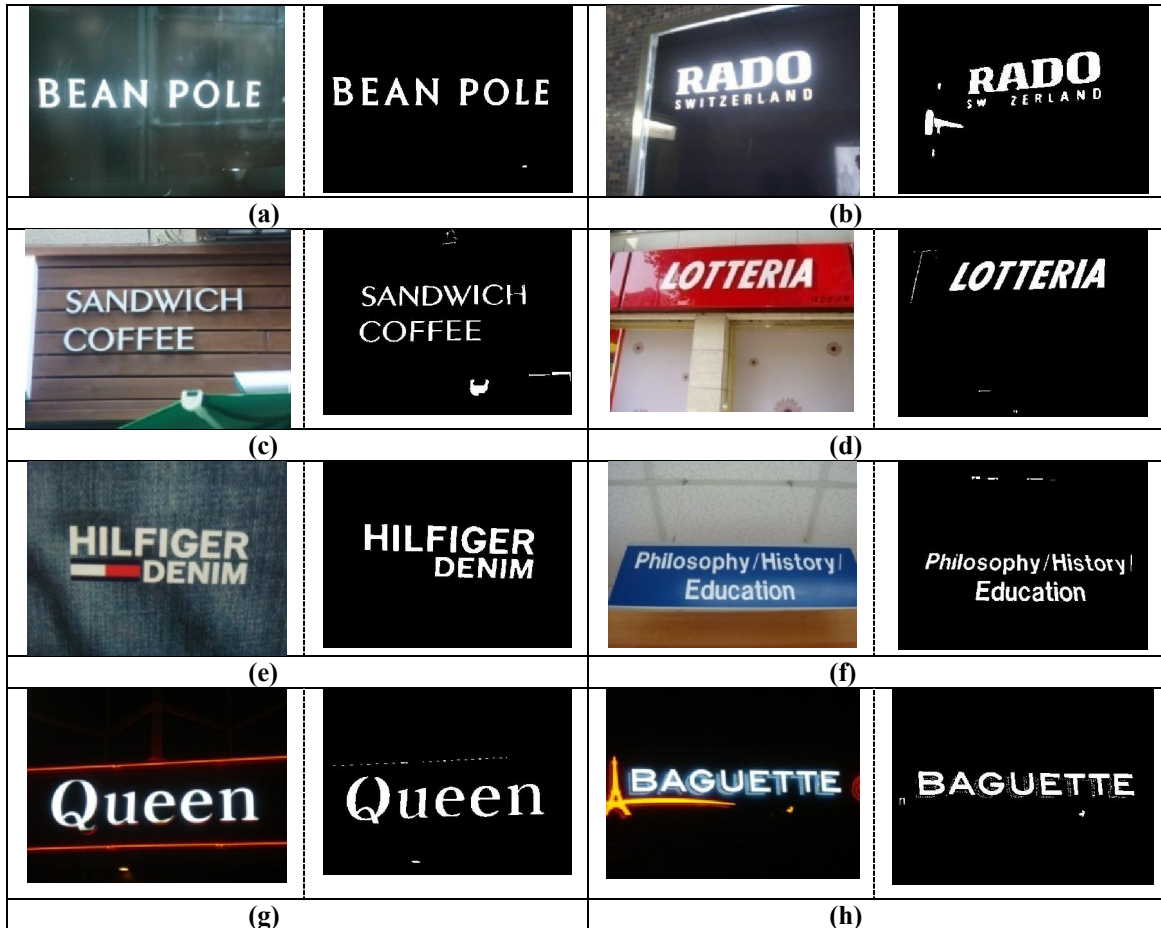 BEAN POLE
BEAN POLE
RADO
SWITZERLAND
RADO
SW ZERLAND
(a)
(b)
SANDWICH
COFFEE
SANDWICH
COFFEE
LOTTERIA
LOTTERIA
(c)
(d)
HILFIGER
DENIM
HILFIGER
DENIM
Philosophy/History/
Education
Philosophy/History/
Education
(e)
(f)
Queen
Queen
BAGUETTE
BAGUETTE
(g)
(h)